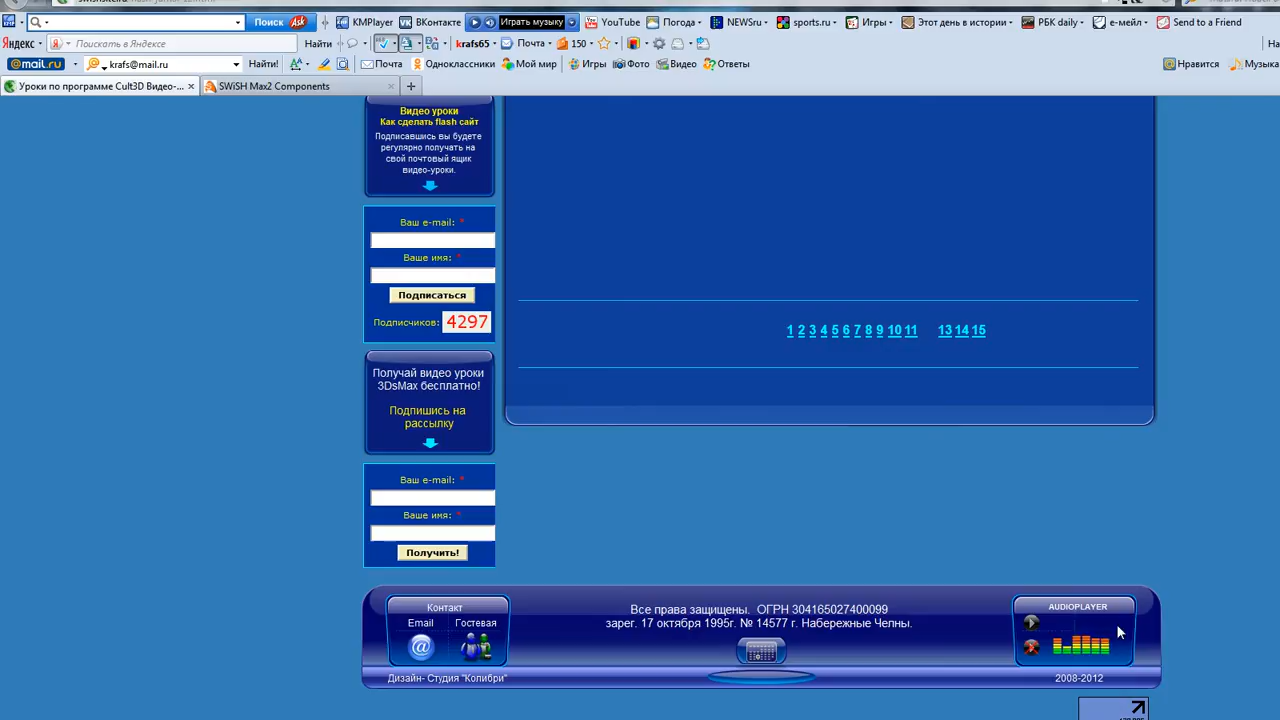 Поиск Ask KMPlayer ВКонтакте Играть музыку YouTube Погода NEWSru sports.ru Игры Этот день в истории РБК daily е-мейл Send to a Friend
Яндекс Я Поискать в Яндексе Найти krafs65 Почта 150
@mail.ru krafs@mail.ru Найти! Почта Одноклассники Мой мир Игры Фото Видео Ответы Нравится Музыка
Уроки по программе Cult3D Видео-... SWiSH Max2 Components
Видео уроки
Как сделать flash сайт
Подписавшись вы будете
регулярно получать на
свой почтовый ящик
видео-уроки.
Ваш e-mail: *
Ваше имя: *
Подписаться
Подписчиков: 4297
1 2 3 4 5 6 7 8 9 10 11 13 14 15
Получай видео уроки
3DsMax бесплатно!
Подпишись на
рассылку
Ваш e-mail: *
Ваше имя: *
Получить!
Контакт
Email Гостевая
Все права защищены. ОГРН 304165027400099
зарег. 17 октября 1995г. № 14577 г. Набережные Челны.
AUDIOPLAYER
Дизайн- Студия "Колибри"
2008-2012